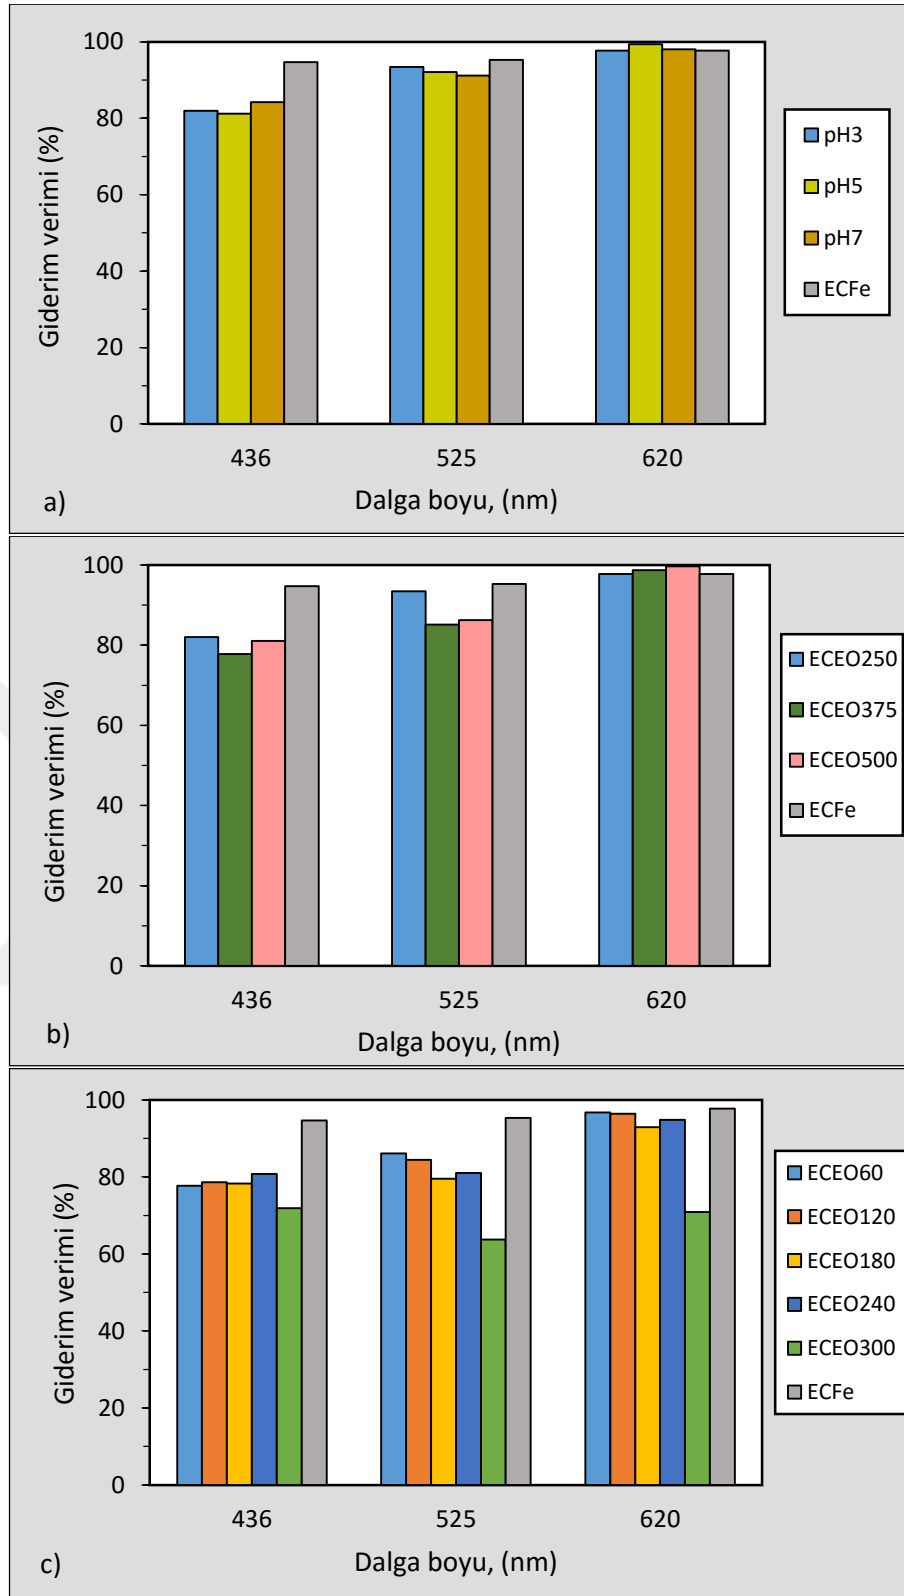 100
80
60
40
20
0
Giderim verimi (%)
436 525 620
Dalga boyu, (nm)
a)
pH3
pH5
pH7
ECFe
100
80
60
40
20
0
Giderim verimi (%)
436 525 620
Dalga boyu, (nm)
b)
ECEO250
ECEO375
ECEO500
ECFe
100
80
60
40
20
0
Giderim verimi (%)
436 525 620
Dalga boyu, (nm)
c)
ECEO60
ECEO120
ECEO180
ECEO240
ECEO300
ECFe